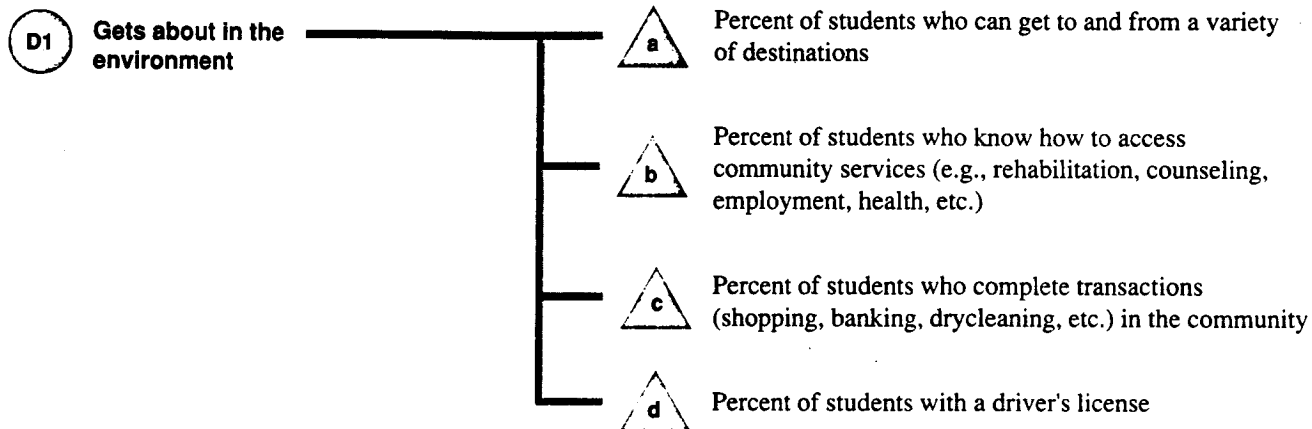 D1 Gets about in the
environment
a Percent of students who can get to and from a variety
of destinations
b Percent of students who know how to access
community services (e.g., rehabilitation, counseling,
employment, health, etc.)
c Percent of students who complete transactions
(shopping, banking, drycleaning, etc.) in the community
d Percent of students with a driver's license